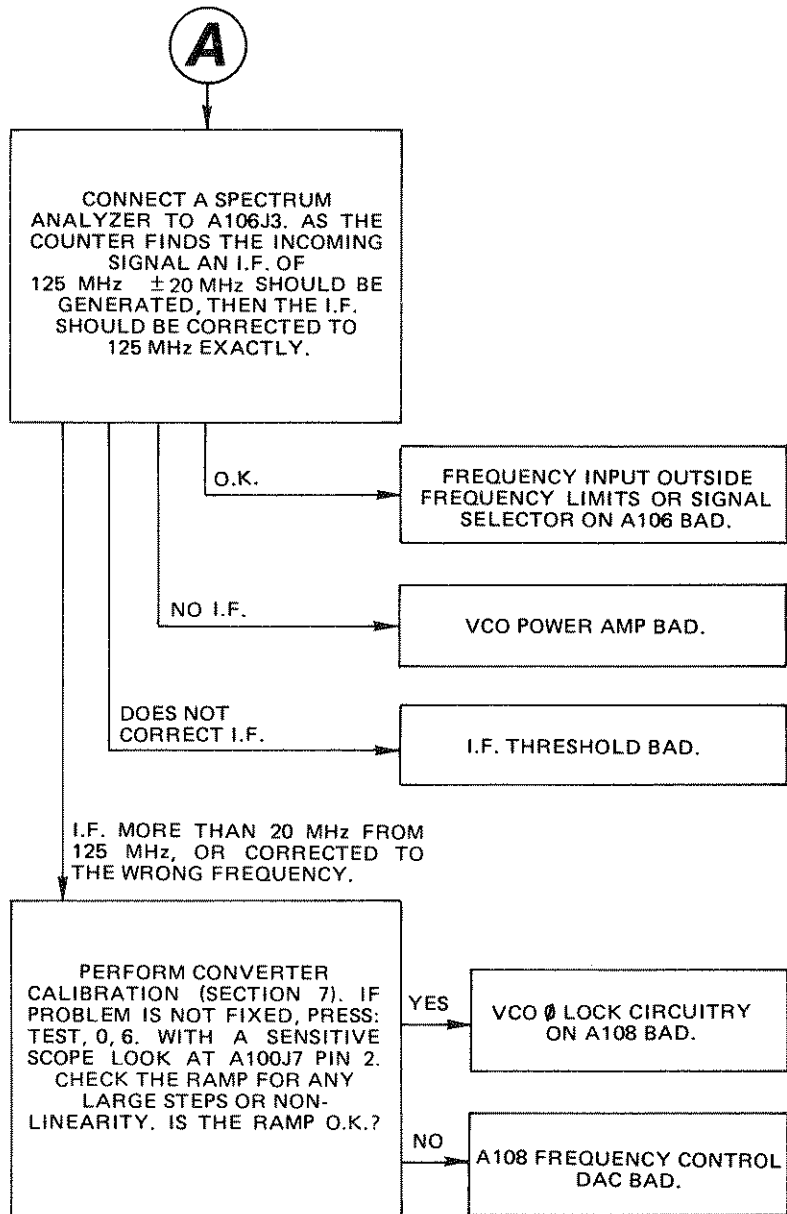 A
CONNECT A SPECTRUM
ANALYZER TO A106J3. AS THE
COUNTER FINDS THE INCOMING
SIGNAL AN I.F. OF
125 MHz ±20 MHz SHOULD BE
GENERATED, THEN THE I.F.
SHOULD BE CORRECTED TO
125 MHz EXACTLY.
O.K.
FREQUENCY INPUT OUTSIDE
FREQUENCY LIMITS OR SIGNAL
SELECTOR ON A106 BAD.
NO I.F.
VCO POWER AMP BAD.
DOES NOT
CORRECT I.F.
I.F. THRESHOLD BAD.
I.F. MORE THAN 20 MHz FROM
125 MHz, OR CORRECTED TO
THE WRONG FREQUENCY.
PERFORM CONVERTER
CALIBRATION (SECTION 7). IF
PROBLEM IS NOT FIXED, PRESS:
TEST, 0, 6. WITH A SENSITIVE
SCOPE LOOK AT A100J7 PIN 2.
CHECK THE RAMP FOR ANY
LARGE STEPS OR NON-
LINEARITY. IS THE RAMP O.K.?
YES
VCO Ø LOCK CIRCUITRY
ON A108 BAD.
NO
A108 FREQUENCY CONTROL
DAC BAD.